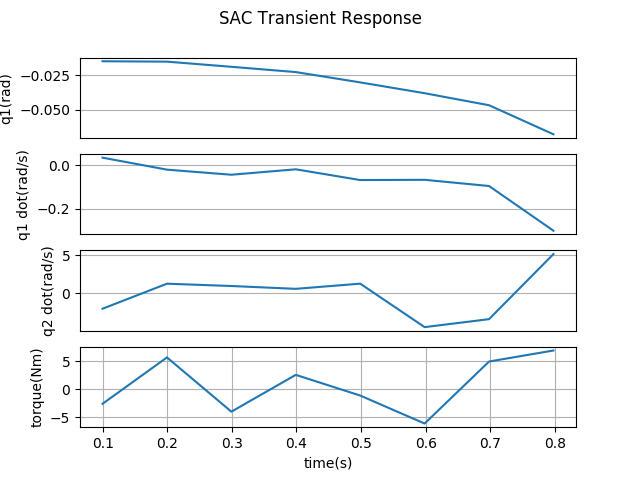 SAC Transient Response
q1(rad)
−0.025
−0.050
q1 dot(rad/s)
0.0
−0.2
q2 dot(rad/s)
5
0
torque(Nm)
5
0
−5
0.1 0.2 0.3 0.4 0.5 0.6 0.7 0.8
time(s)